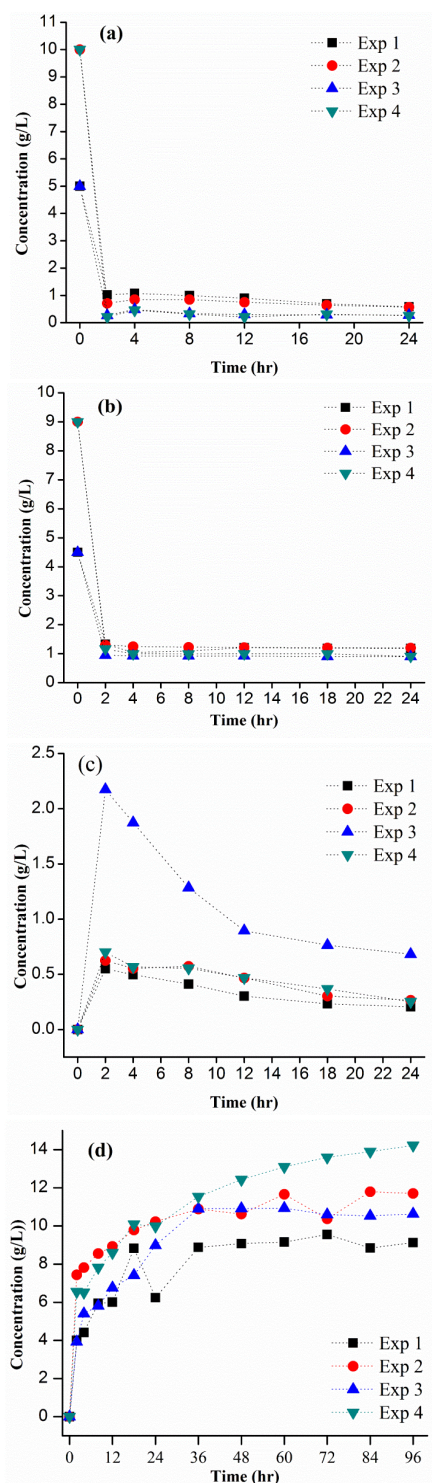 (a)
Exp 1
Exp 2
Exp 3
Exp 4
Concentration (g/L)
11
10
9
8
7
6
5
4
3
2
1
0
0 4 8 12 16 20 24
Time (hr)
(b)
Exp 1
Exp 2
Exp 3
Exp 4
Concentration (g/L)
10
9
8
7
6
5
4
3
2
1
0
0 2 4 6 8 10 12 14 16 18 20 22 24
Time (hr)
(c)
Exp 1
Exp 2
Exp 3
Exp 4
Concentration (g/L)
2.5
2.0
1.5
1.0
0.5
0.0
0 2 4 6 8 10 12 14 16 18 20 22 24
Time (hr)
(d)
Exp 1
Exp 2
Exp 3
Exp 4
Concentration (g/L))
14
12
10
8
6
4
2
0
0 12 24 36 48 60 72 84 96
Time (hr)